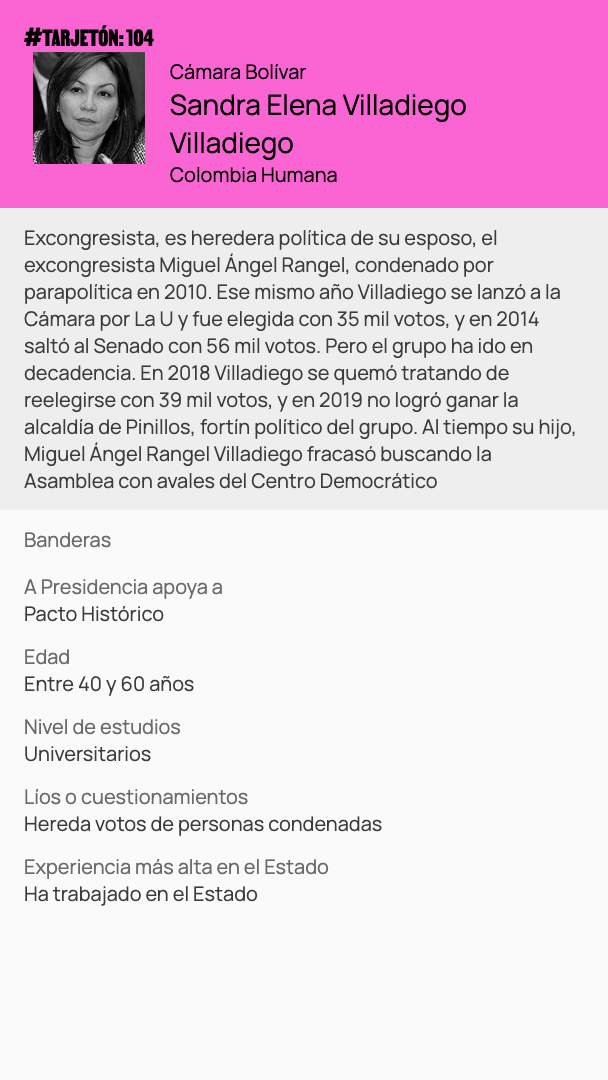 #TARJETÓN: 104
Cámara Bolívar
Sandra Elena Villadiego
Villadiego
Colombia Humana
Excongresista, es heredera política de su esposo, el
excongresista Miguel Ángel Rangel, condenado por
parapolítica en 2010. Ese mismo año Villadiego se lanzó a la
Cámara por La U y fue elegida con 35 mil votos, y en 2014
saltó al Senado con 56 mil votos. Pero el grupo ha ido en
decadencia. En 2018 Villadiego se quemó tratando de
reelegirse con 39 mil votos, y en 2019 no logró ganar la
alcaldía de Pinillos, fortín político del grupo. Al tiempo su hijo,
Miguel Ángel Rangel Villadiego fracasó buscando la
Asamblea con avales del Centro Democrático
Banderas
A Presidencia apoya a
Pacto Histórico
Edad
Entre 40 y 60 años
Nivel de estudios
Universitarios
Líos o cuestionamientos
Hereda votos de personas condenadas
Experiencia más alta en el Estado
Ha trabajado en el Estado